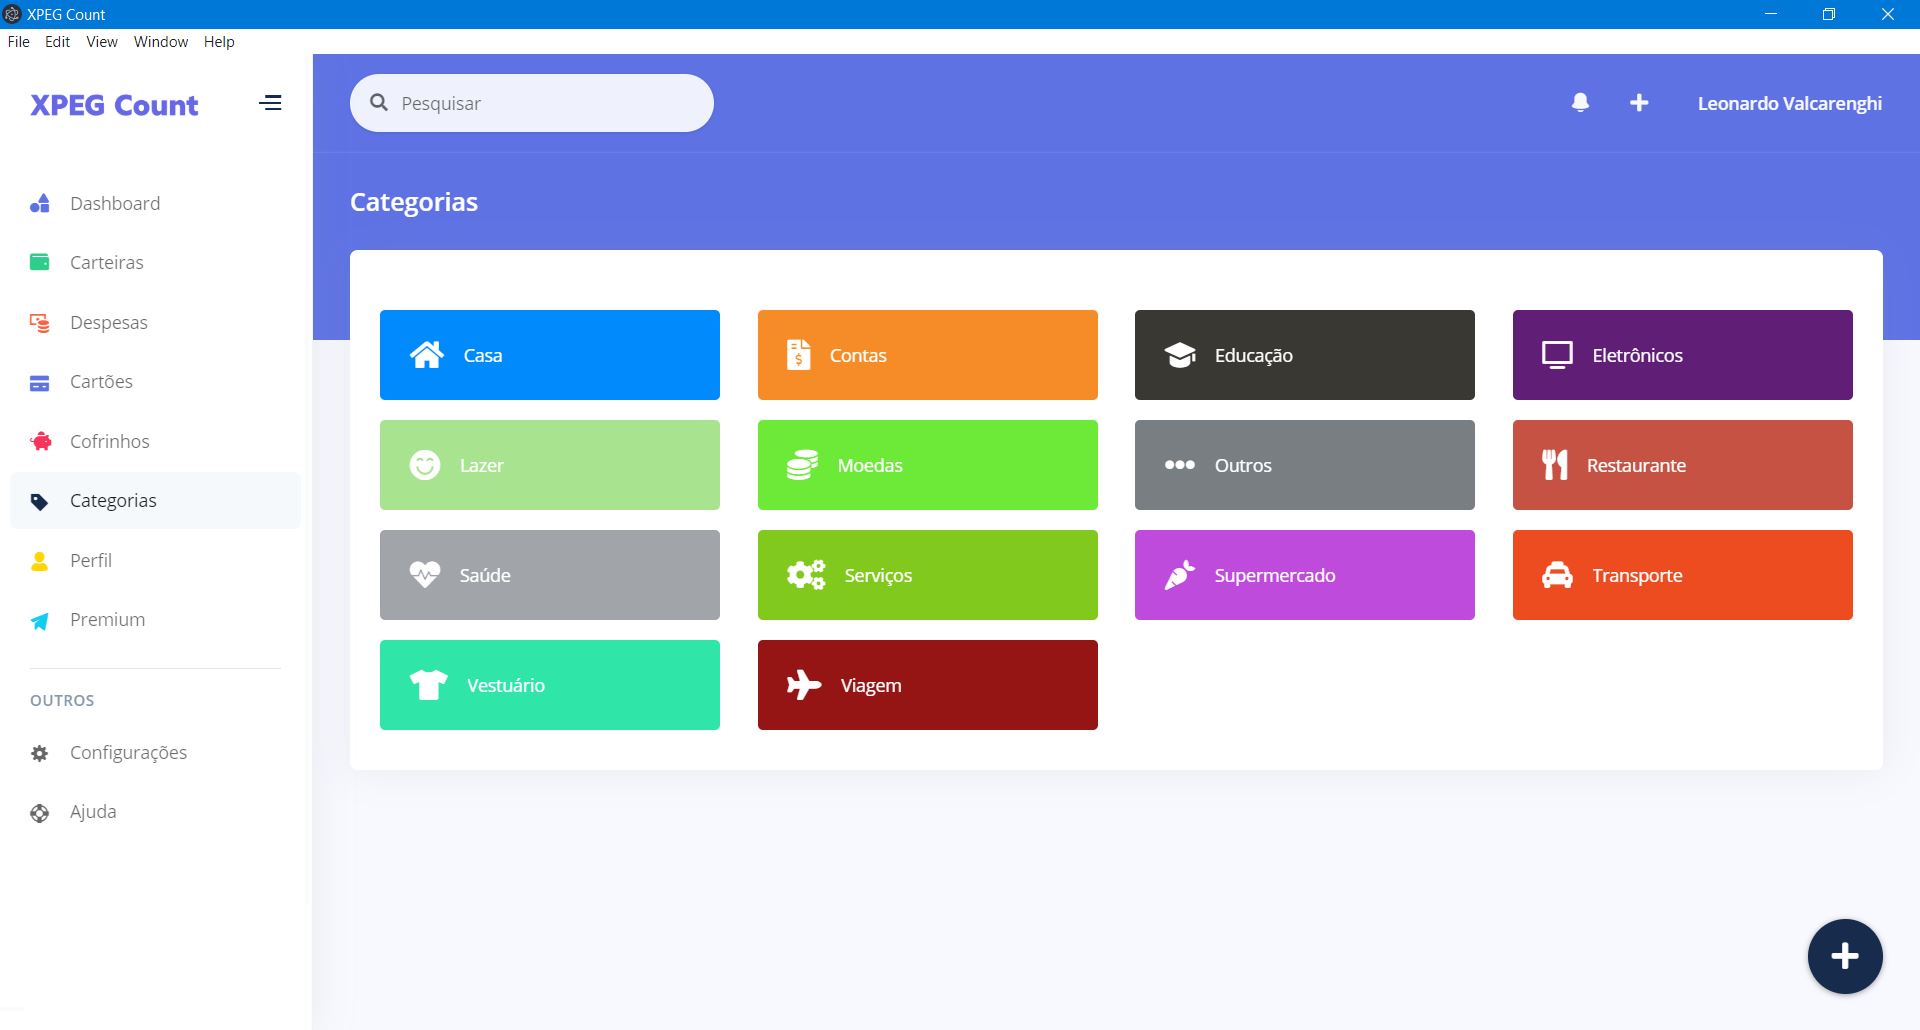 XPEG Count
File Edit View Window Help
XPEG Count
Pesquisar
Leonardo Valcarenghi
Dashboard
Carteiras
Despesas
Cartões
Cofrinhos
Categorias
Perfil
Premium
OUTROS
Configurações
Ajuda
Categorias
Casa
Contas
Educação
Eletrônicos
Lazer
Moedas
Outros
Restaurante
Saúde
Serviços
Supermercado
Transporte
Vestuário
Viagem